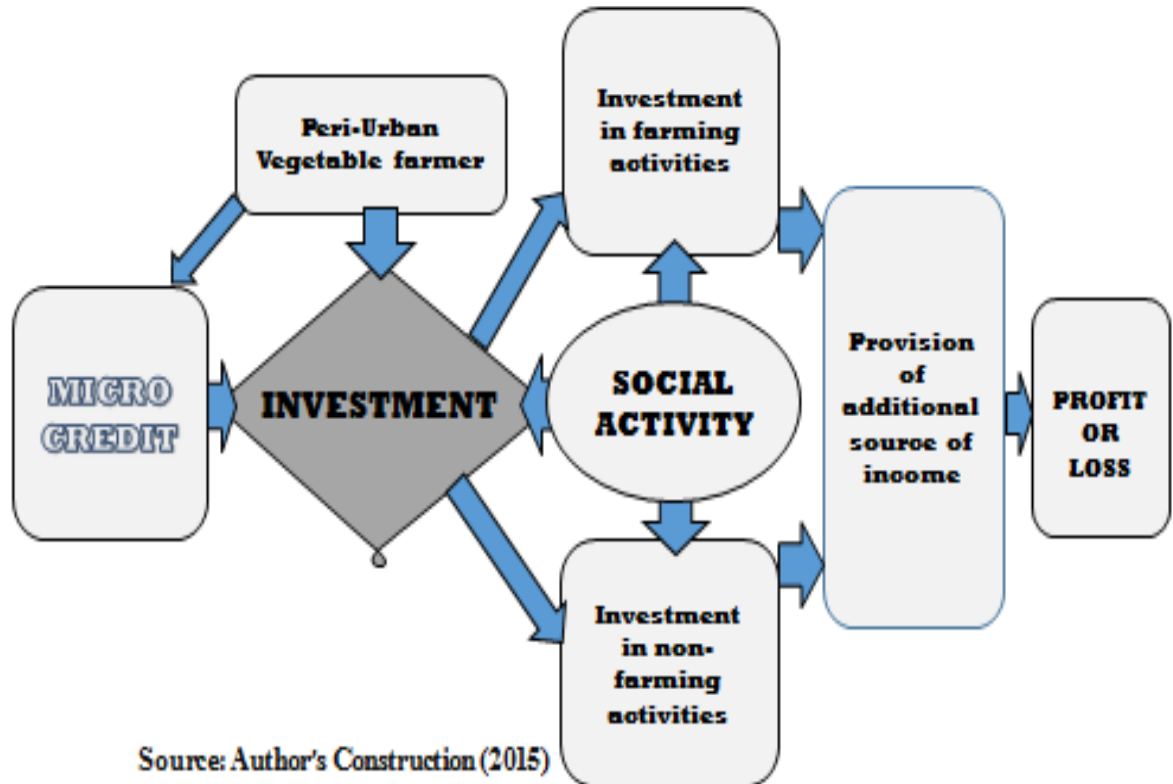 Peri-Urban
Vegetable farmer
Investment
in farming
activities
MICRO
CREDIT
INVESTMENT
SOCIAL
ACTIVITY
Provision
of
additional
source of
income
PROFIT
OR
LOSS
Investment
in non-
farming
activities
Source: Author's Construction (2015)